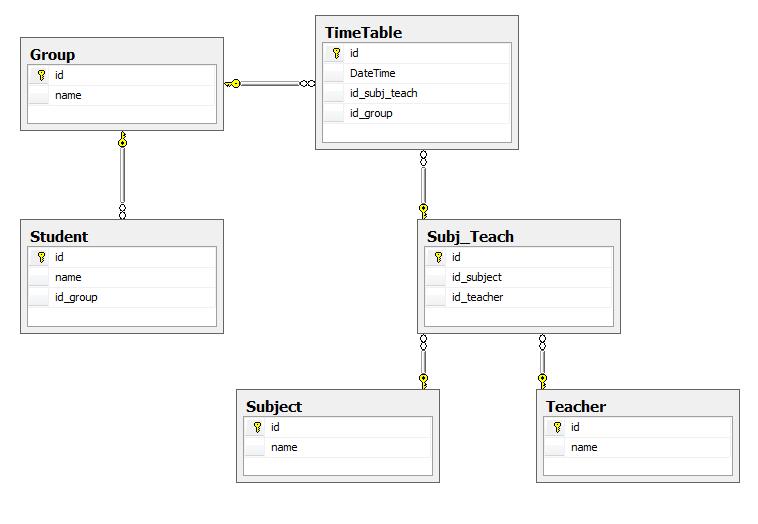 TimeTable
id
DateTime
id_subj_teach
id_group
Group
id
name
Student
id
name
id_group
Subj_Teach
id
id_subject
id_teacher
Subject
id
name
Teacher
id
name